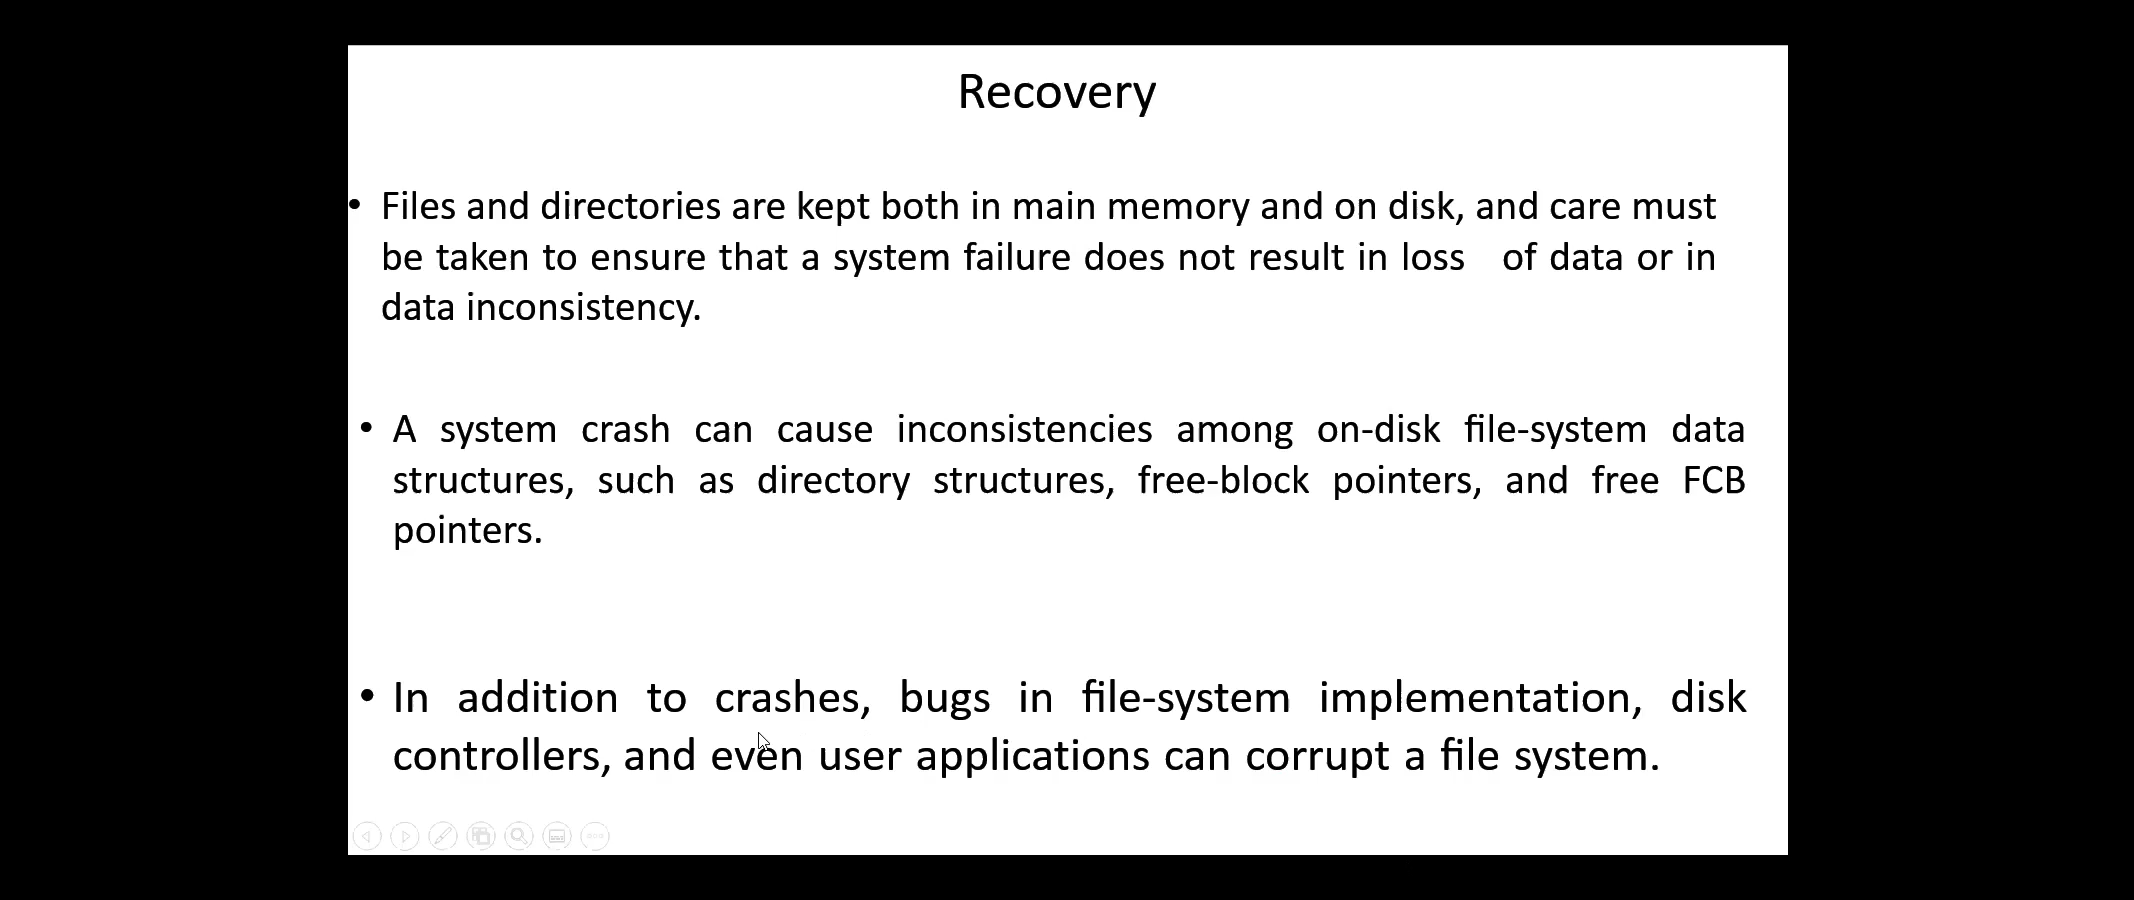 Recovery
• Files and directories are kept both in main memory and on disk, and care must
be taken to ensure that a system failure does not result in loss of data or in
data inconsistency.
• A system crash can cause inconsistencies among on-disk file-system data
structures, such as directory structures, free-block pointers, and free FCB
pointers.
• In addition to crashes, bugs in file-system implementation, disk
controllers, and even user applications can corrupt a file system.